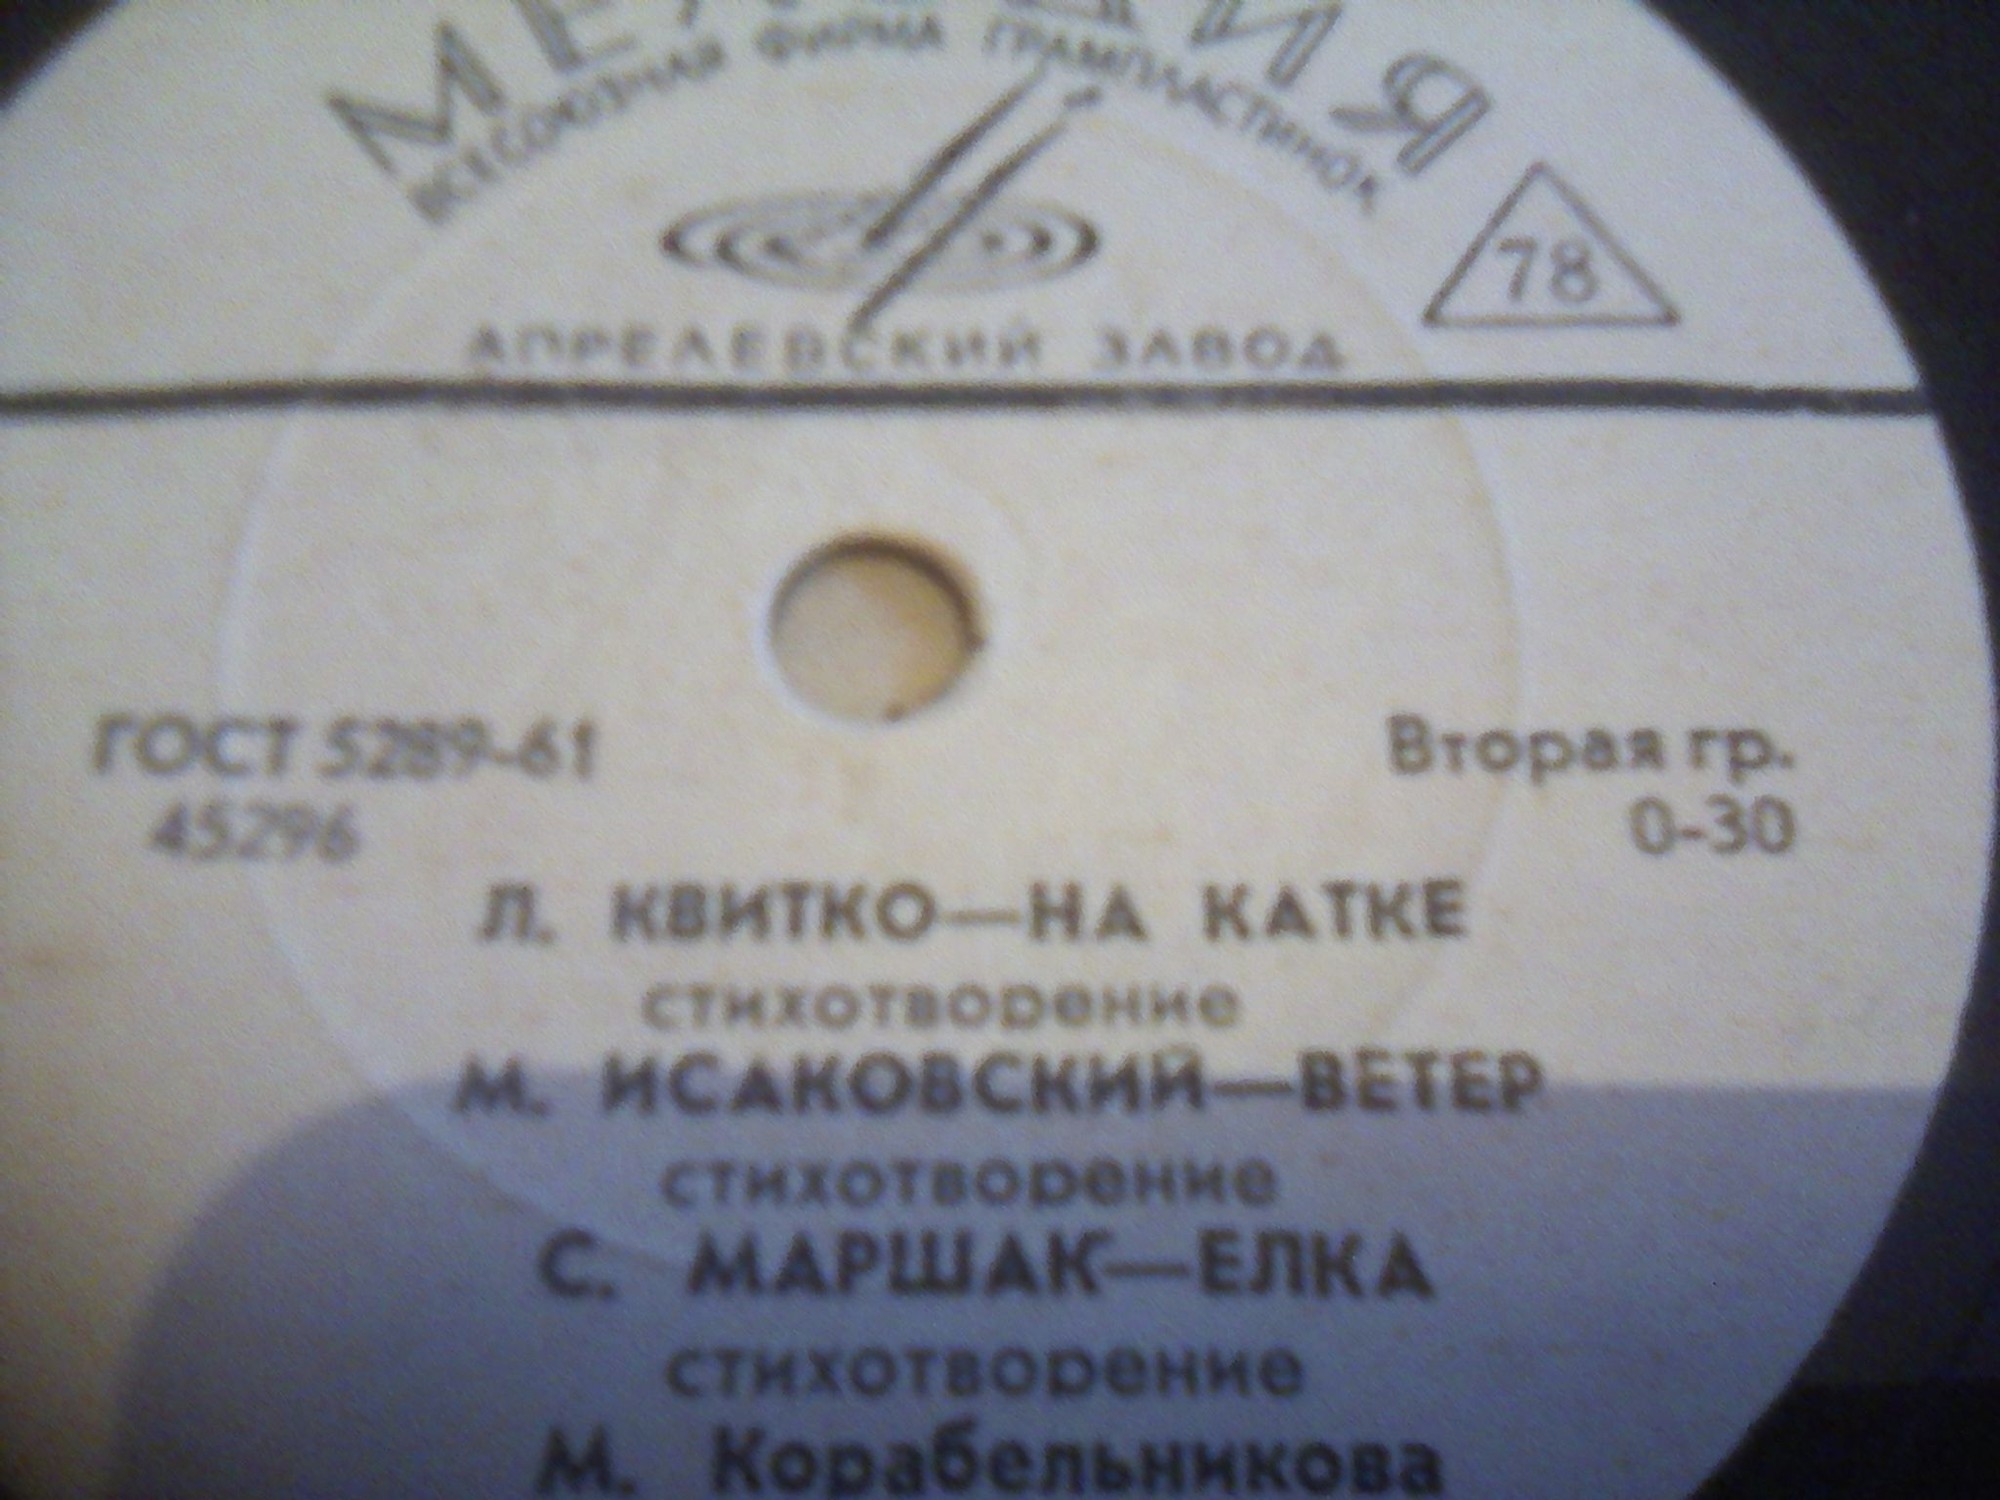 МЕЛОДИЯ
ВСЕСОЮЗНАЯ ФИРМА ГРАМПЛАСТИНОК
78
АПРЕЛЕВСКИЙ ЗАВОД
ГОСТ 5289-61
Вторая гр.
45296
0-30
Л. КВИТКО—НА КАТКЕ
стихотворение
М. ИСАКОВСКИЙ—ВЕТЕР
стихотворение
С. МАРШАК—ЕЛКА
стихотворение
М. Корабельникова